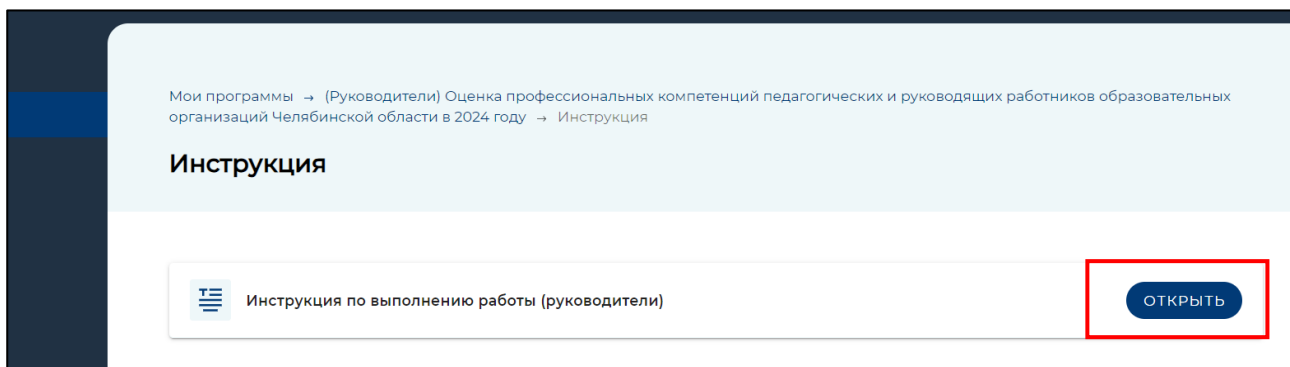 Мои программы → (Руководители) Оценка профессиональных компетенций педагогических и руководящих работников образовательных
организаций Челябинской области в 2024 году → Инструкция
Инструкция
Инструкция по выполнению работы (руководители)
ОТКРЫТЬ